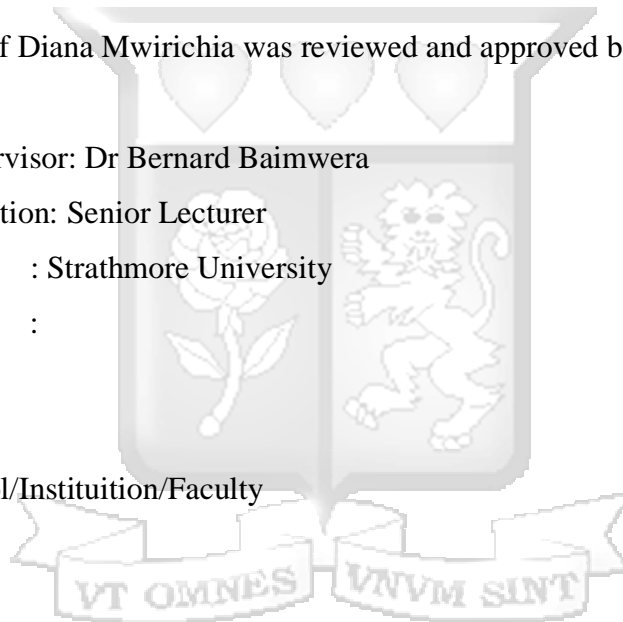 f Diana Mwirichia was reviewed and approved b
rvisor: Dr Bernard Baimwera
tion: Senior Lecturer
: Strathmore University
:
l/Instituition/Faculty
VT OMNES VNVM SINT